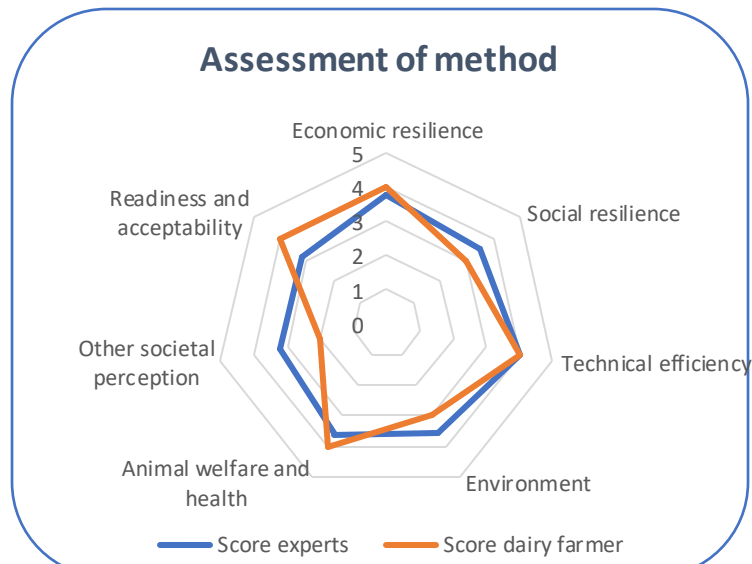 Assessment of method
Economic resilience
5
4
3
2
1
0
Readiness and
acceptability
Social resilience
Other societal
perception
Technical efficiency
Animal welfare and
health
Environment
Score experts
Score dairy farmer